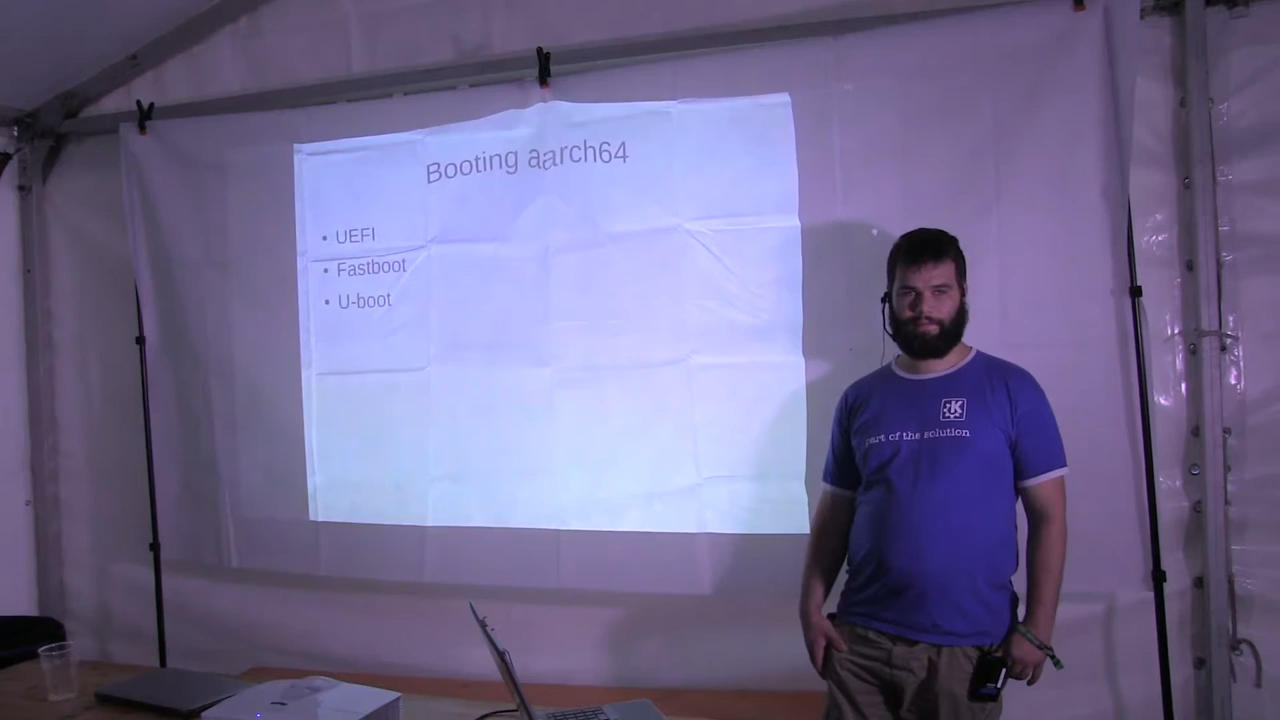 Booting aarch64
• UEFI
• Fastboot
• U-boot
K
part of the solution